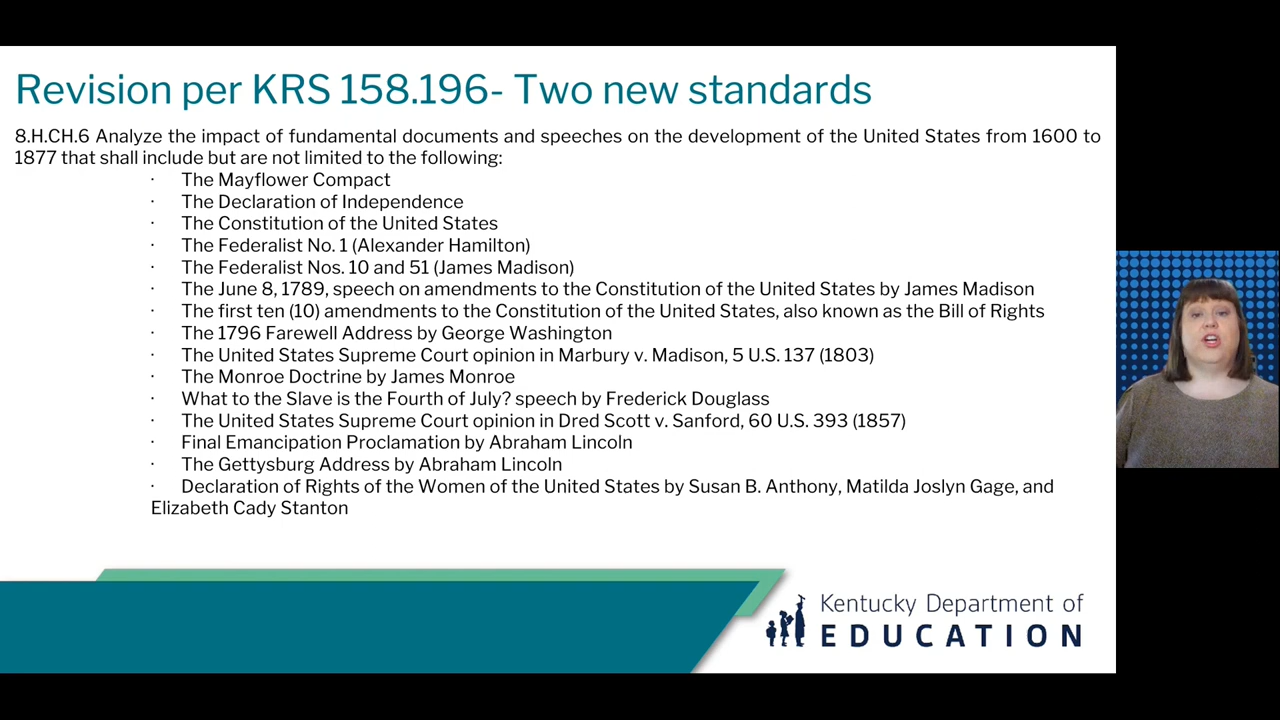 Revision per KRS 158.196- Two new standards
8.H.CH.6 Analyze the impact of fundamental documents and speeches on the development of the United States from 1600 to
1877 that shall include but are not limited to the following:
· The Mayflower Compact
· The Declaration of Independence
· The Constitution of the United States
· The Federalist No. 1 (Alexander Hamilton)
· The Federalist Nos. 10 and 51 (James Madison)
· The June 8, 1789, speech on amendments to the Constitution of the United States by James Madison
· The first ten (10) amendments to the Constitution of the United States, also known as the Bill of Rights
· The 1796 Farewell Address by George Washington
· The United States Supreme Court opinion in Marbury v. Madison, 5 U.S. 137 (1803)
· The Monroe Doctrine by James Monroe
· What to the Slave is the Fourth of July? speech by Frederick Douglass
· The United States Supreme Court opinion in Dred Scott v. Sanford, 60 U.S. 393 (1857)
· Final Emancipation Proclamation by Abraham Lincoln
· The Gettysburg Address by Abraham Lincoln
· Declaration of Rights of the Women of the United States by Susan B. Anthony, Matilda Joslyn Gage, and
Elizabeth Cady Stanton
Kentucky Department of
EDUCATION